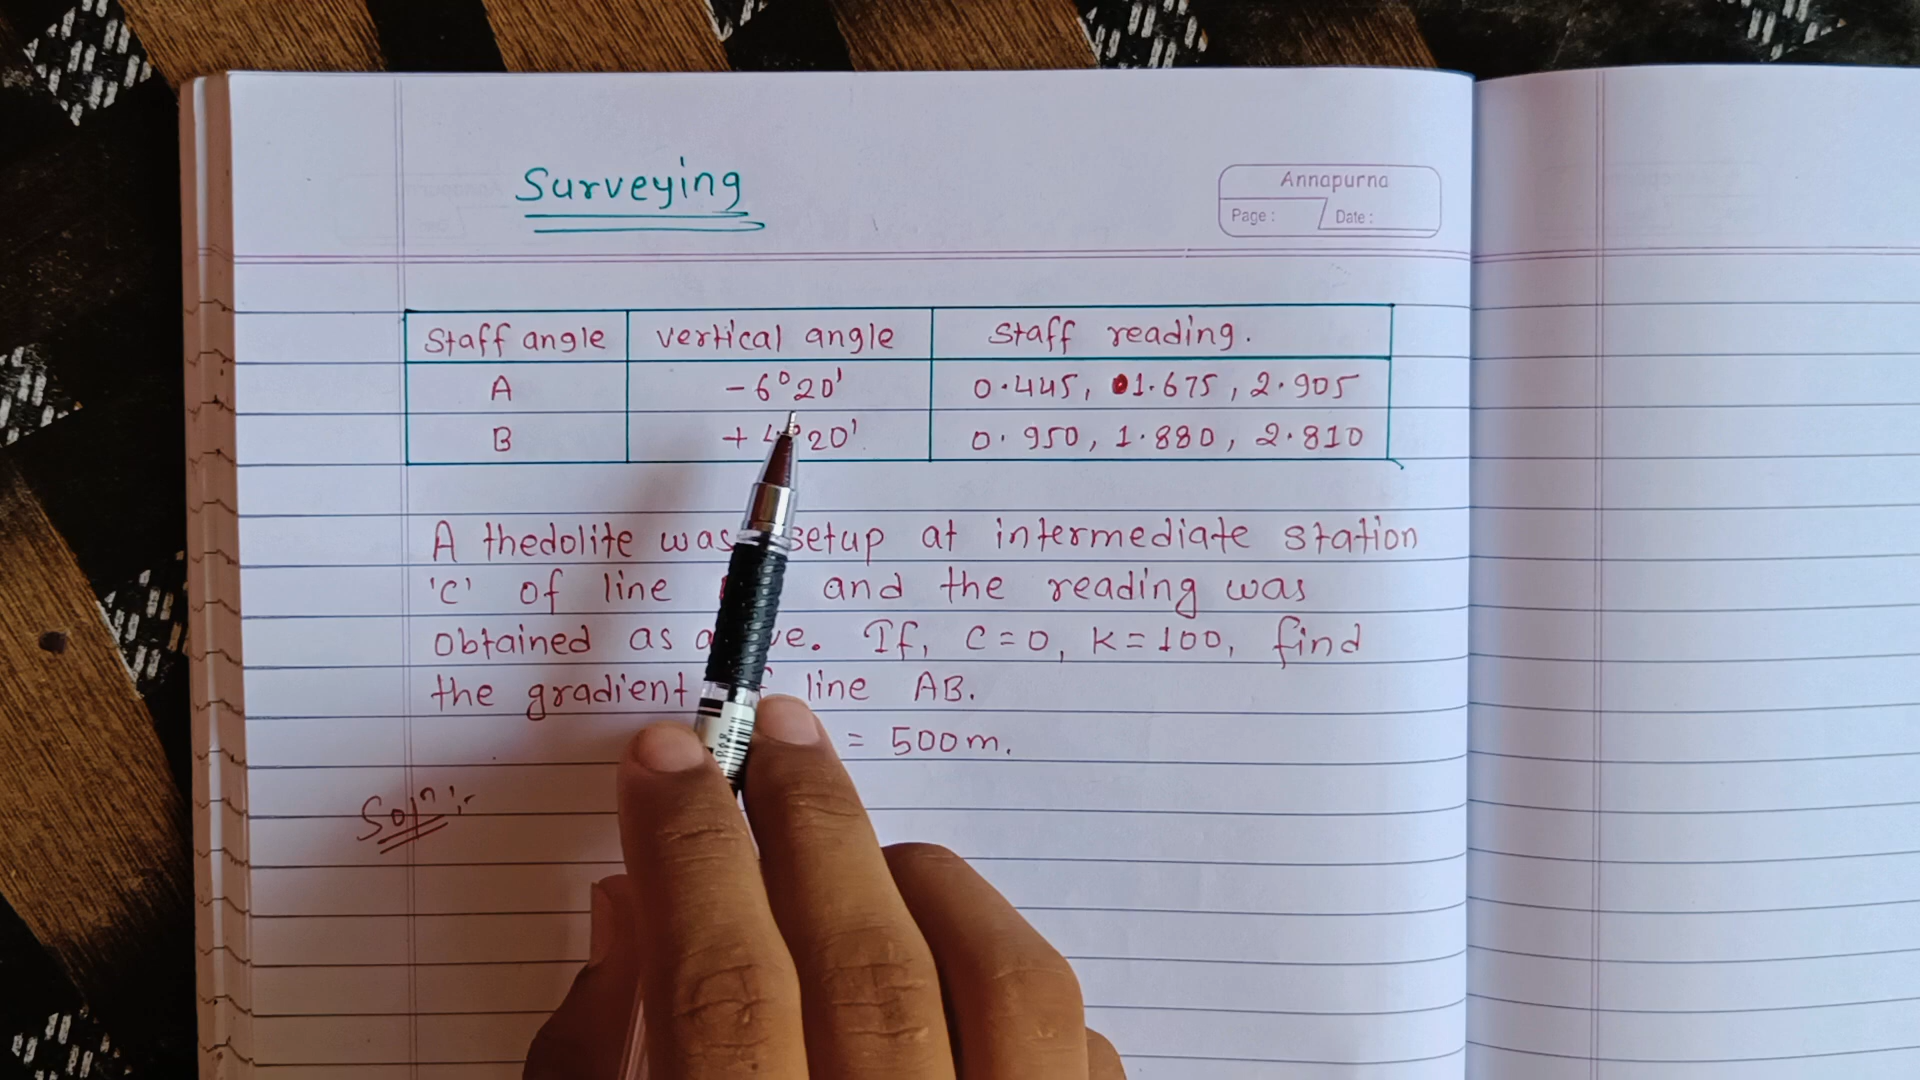 Surveying
Annapurna
Page :
Date :
Staff angle vertical angle staff reading.
A -6°20' 0.445, 1.675, 2.905
B 20' 0.950, 1.880, 2.810
A thedolite was setup at intermediate station
'c' of line and the reading was
obtained as If, C=0, K=100, find
the gradient line AB.
= 500m.
Solⁿ:-